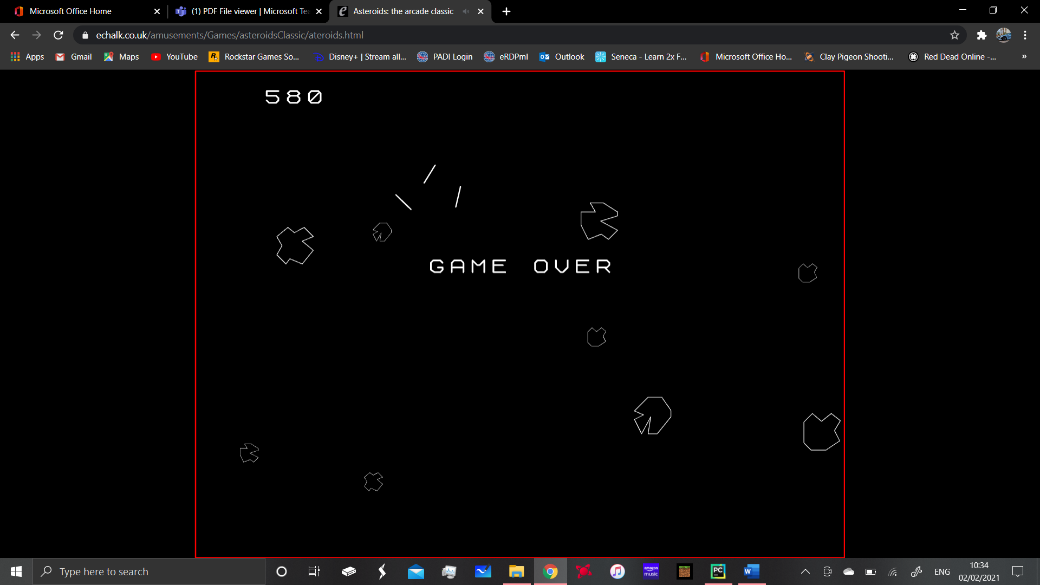 Microsoft Office Home
(1) PDF File viewer | Microsoft Te
Asteroids: the arcade classic
echalk.co.uk/amusements/Games/asteroidsClassic/ateroids.html
Apps
Gmail
Maps
YouTube
Rockstar Games So...
Disney+ | Stream all...
PADI Login
eRDPml
Outlook
Seneca - Learn 2x F...
Microsoft Office Ho...
Clay Pigeon Shooti...
Red Dead Online -...
»
580
GAME OVER
Type here to search
ENG
10:34
02/02/2021